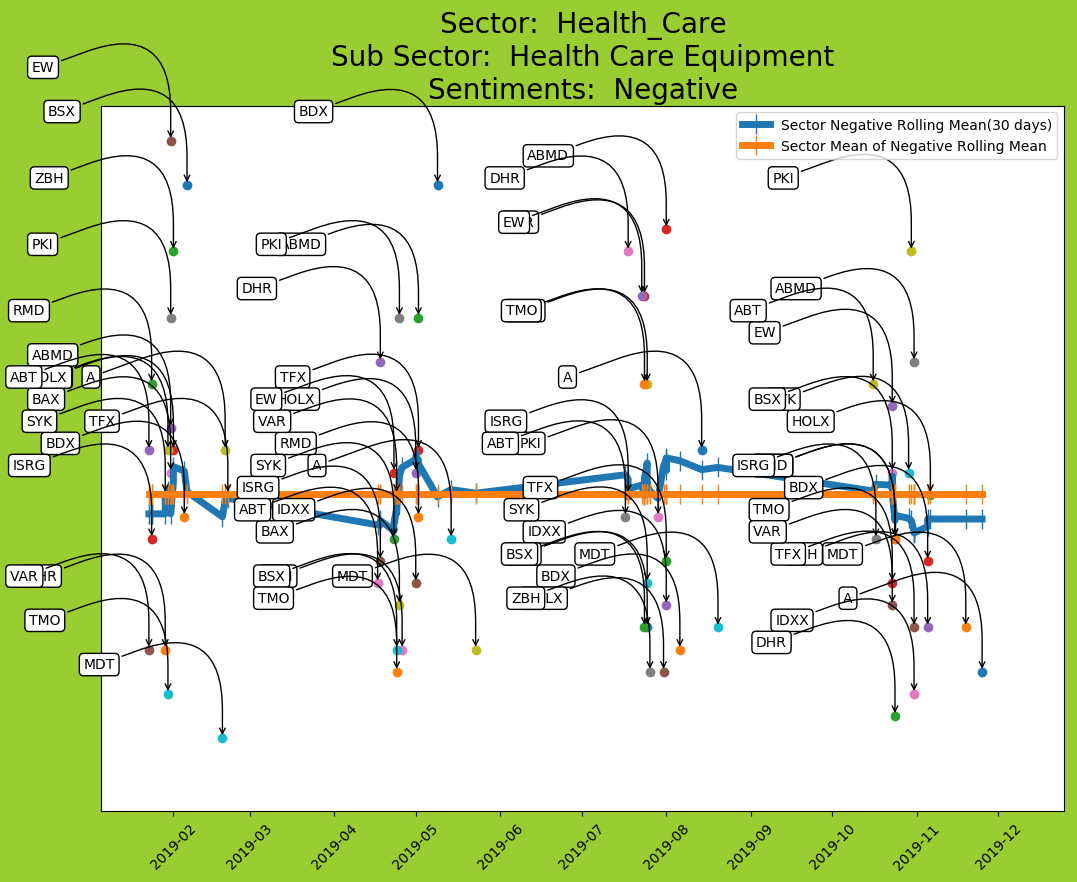 Sector:  Health_Care
Sub Sector:  Health Care Equipment
Sentiments:  Negative
Sector Negative Rolling Mean(30 days)
Sector Mean of Negative Rolling Mean
EW
BSX
BDX
ABMD
ZBH
DHR
PKI
EW
PKI
ABMD
DHR
ABMD
RMD
TMO
ABT
EW
ABMD
ABT
OLX
A
TFX
A
BAX
EW
HOLX
BSX
SYK
TFX
VAR
ISRG
HOLX
BDX
RMD
ABT
PKI
ISRG
SYK
A
ISRG
ISRG
TFX
BDX
ABT
IDXX
SYK
TMO
BAX
IDXX
VAR
BSX
MDT
TFX
MDT
VAR
BSX
MDT
BDX
TMO
ZBH
A
TMO
IDXX
DHR
MDT
2019-02
2019-03
2019-04
2019-05
2019-06
2019-07
2019-08
2019-09
2019-10
2019-11
2019-12